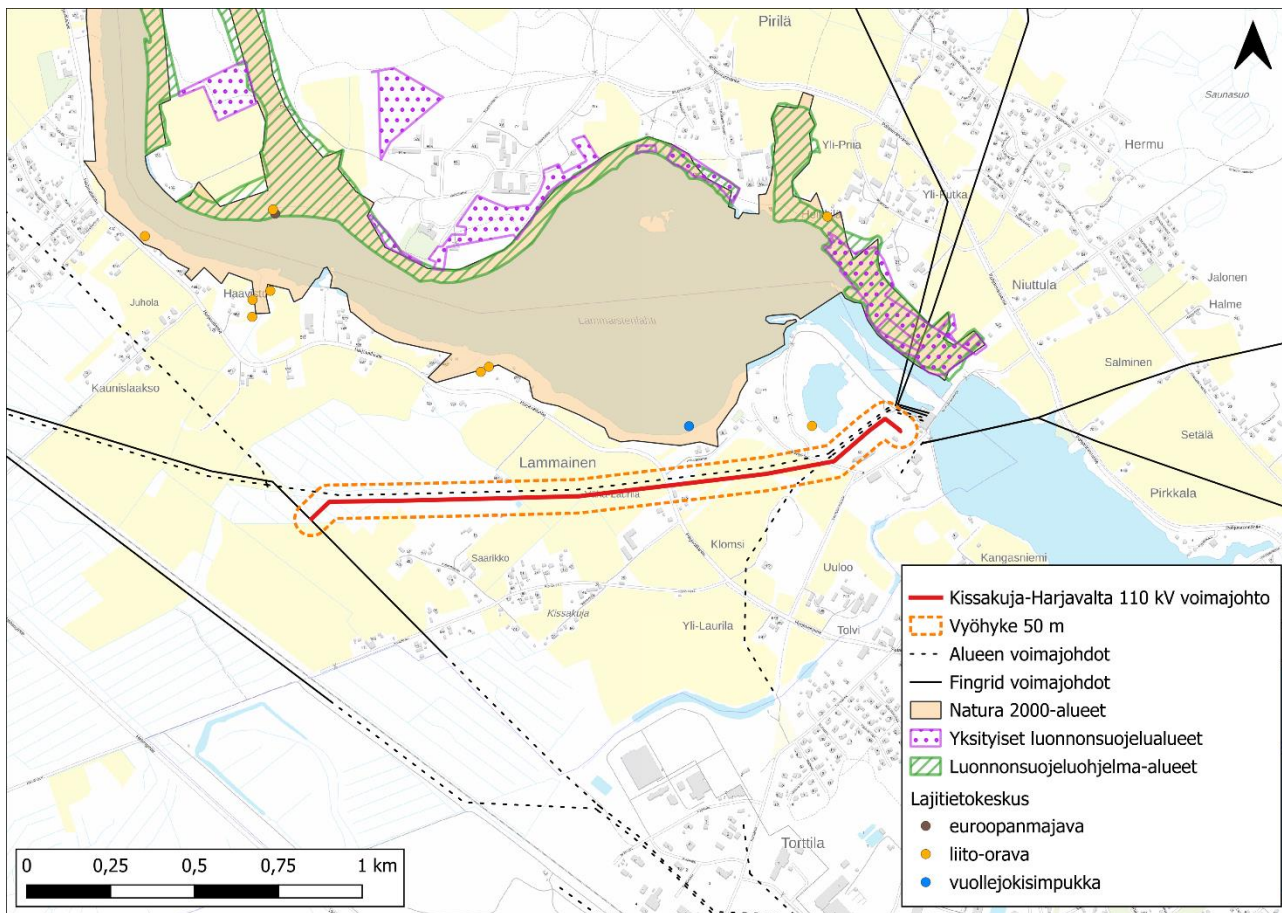 Pirilä
Saunasuo
Hermu
Yli-Priia
Yli-Rutka
Jalonen
Niuttula
Halme
Juhola
Haavisto
Lammaistenlahti
Salminen
Kaunislaakso
Setälä
Lammainen
Pirkkala
Klomsi
Saarikko
Kangasniemi
Uuloo
Kissakuja
Yli-Laurila
Tolvi
Torttila
Kissakuja-Harjavalta 110 kV voimajohto
Vyöhyke 50 m
Alueen voimajohdot
Fingrid voimajohdot
Natura 2000-alueet
Yksityiset luonnonsuojelualueet
Luonnonsuojeluohjelma-alueet
Lajitietokeskus
euroopanmajava
liito-orava
vuollejokisimpukka
0 0,25 0,5 0,75 1 km